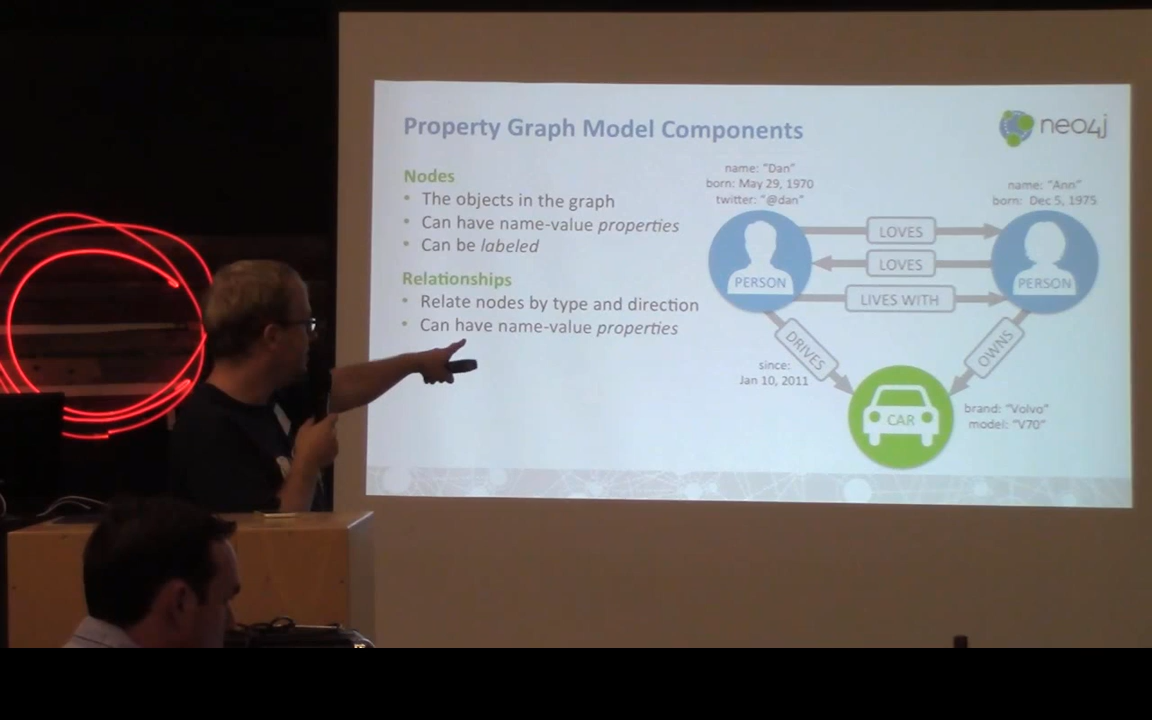 Property Graph Model Components
neo4j
Nodes
• The objects in the graph
• Can have name-value properties
• Can be labeled
Relationships
• Relate nodes by type and direction
• Can have name-value properties
name: "Dan"
born: May 29, 1970
twitter: "@dan"
name: "Ann"
born: Dec 5, 1975
PERSON
LOVES
LOVES
LIVES WITH
PERSON
DRIVES
OWNS
since:
Jan 10, 2011
CAR
brand: "Volvo"
model: "V70"